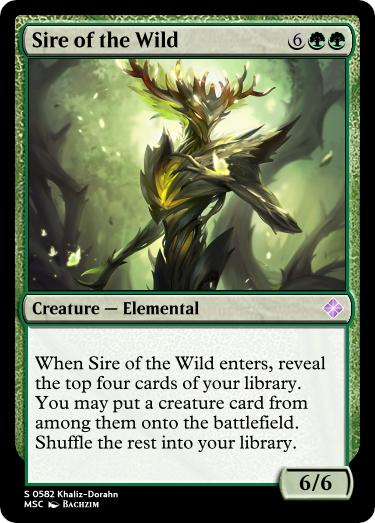 Sire of the Wild 6
Creature — Elemental
When Sire of the Wild enters, reveal
the top four cards of your library.
You may put a creature card from
among them onto the battlefield.
Shuffle the rest into your library.
6/6
S 0582 Khaliz-Dorahn
MSC Bachzim